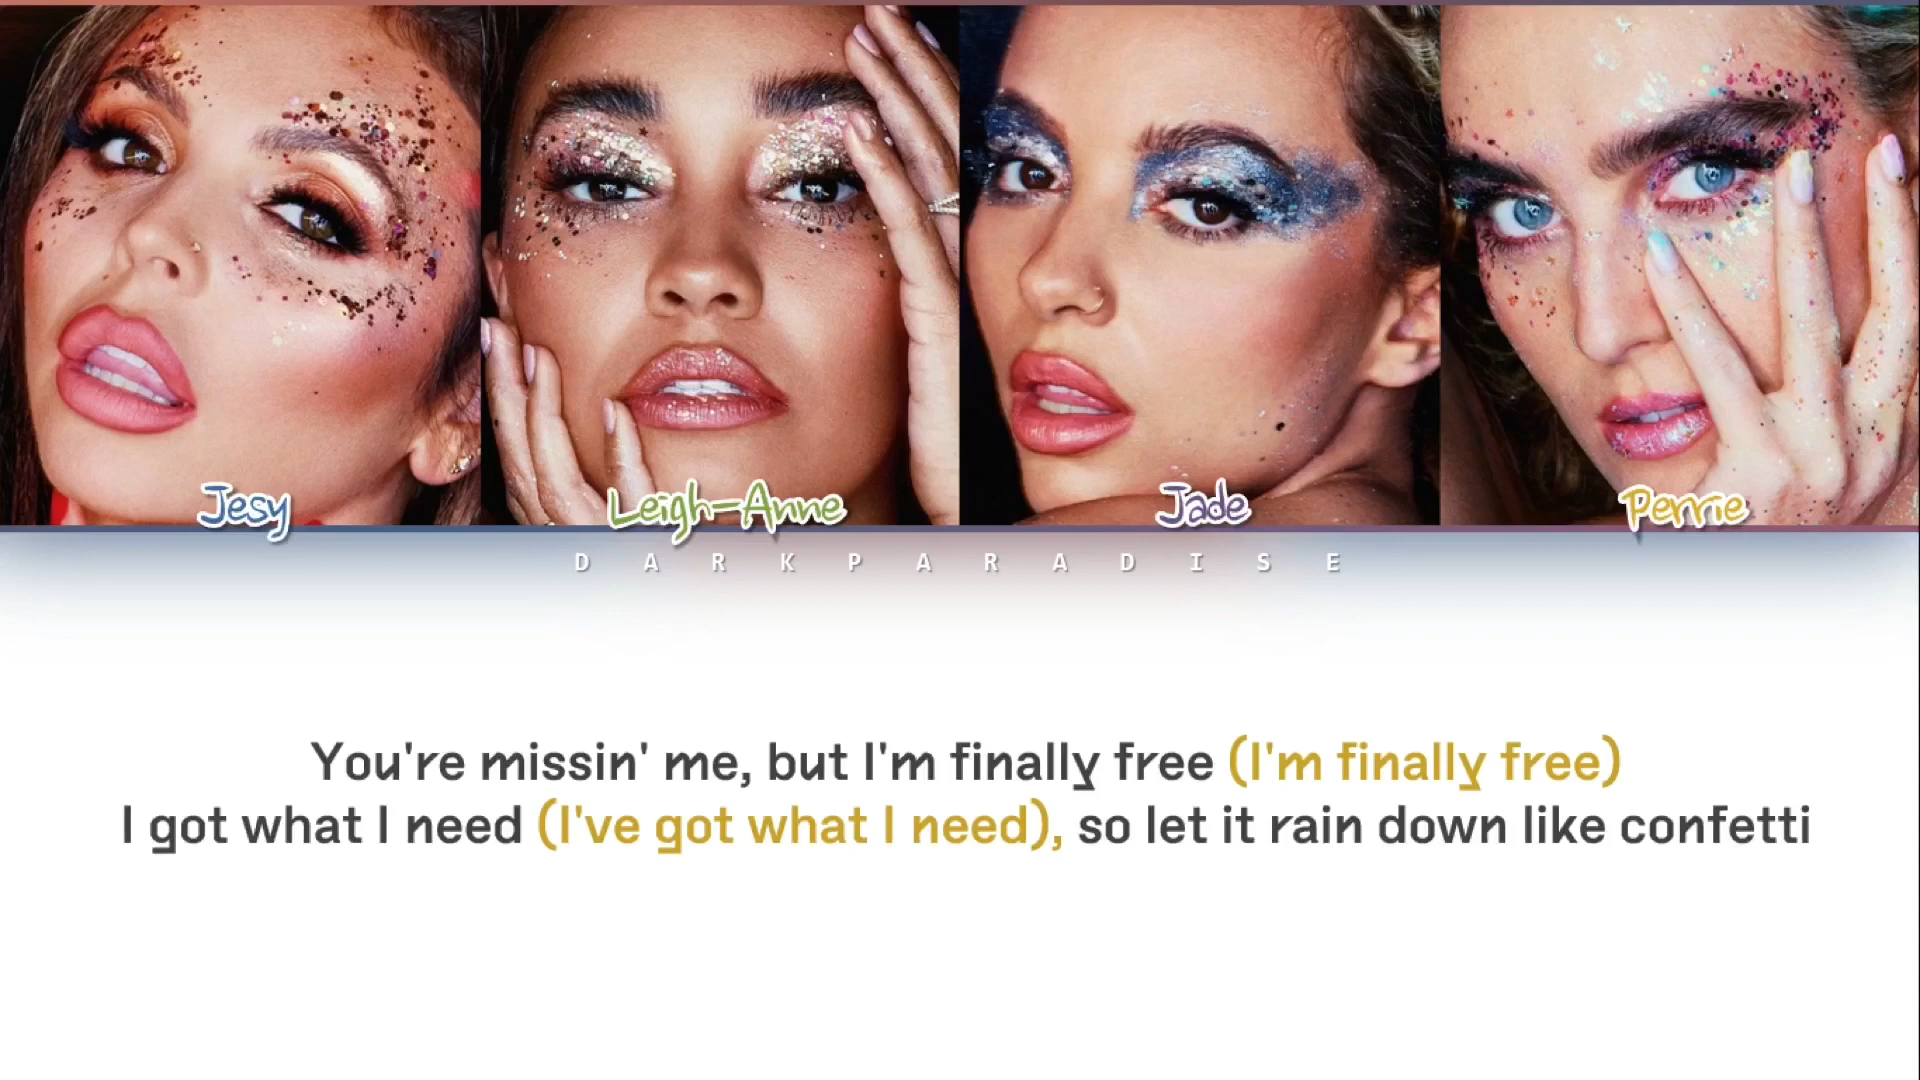 Jesy Leigh-Anne Jade Perrie
DARKPARADISE
You're missin' me, but I'm finally free (I'm finally free)
I got what I need (I've got what I need), so let it rain down like confetti